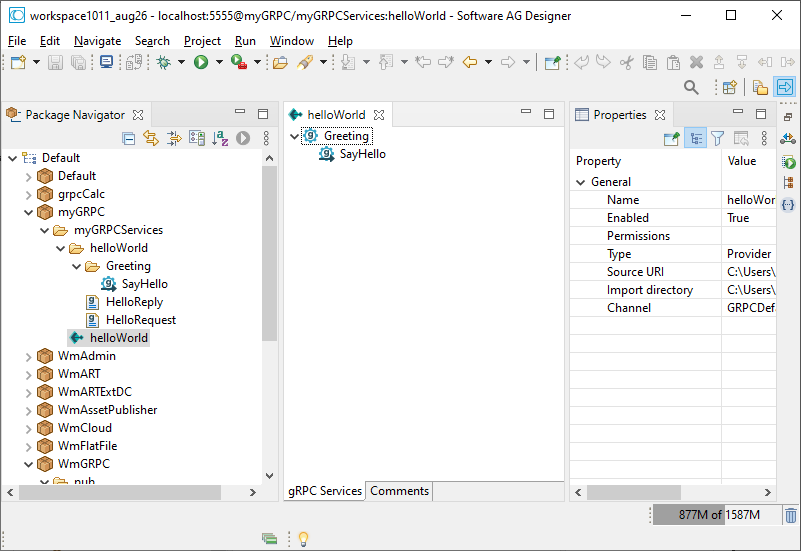 workspace1011_aug26 - localhost:5555@myGRPC/myGRPCServices:helloWorld - Software AG Designer
File Edit Navigate Search Project Run Window Help
Package Navigator
Default
Default
grpcCalc
myGRPC
myGRPCServices
helloWorld
Greeting
SayHello
HelloReply
HelloRequest
helloWorld
WmAdmin
WmART
WmARTExtDC
WmAssetPublisher
WmCloud
WmFlatFile
WmGRPC
pub
helloWorld
Greeting
SayHello
gRPC Services Comments
Properties
Property Value
General
Name helloWor
Enabled True
Permissions
Type Provider
Source URI C:\Users\
Import directory C:\Users\
Channel GRPCDefa
877M of 1587M